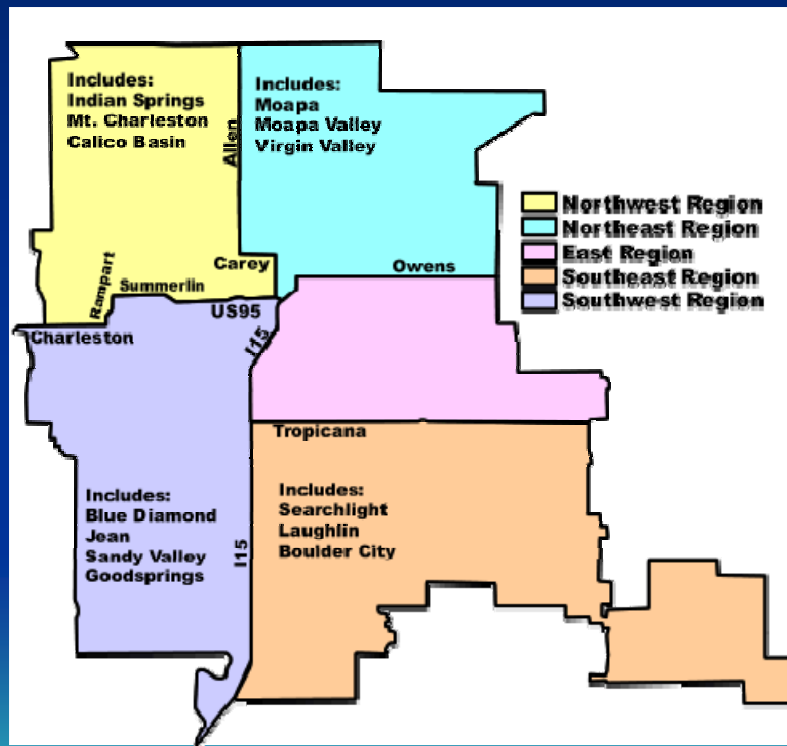 Includes:
Indian Springs
Mt. Charleston
Calico Basin
Allen
Includes:
Moapa
Moapa Valley
Virgin Valley
Northwest Region
Northeast Region
East Region
Southeast Region
Southwest Region
Carey
Owens
Rampart
Summerlin
US95
I15
Charleston
Tropicana
Includes:
Blue Diamond
Jean
Sandy Valley
Goodsprings
I15
Includes:
Searchlight
Laughlin
Boulder City